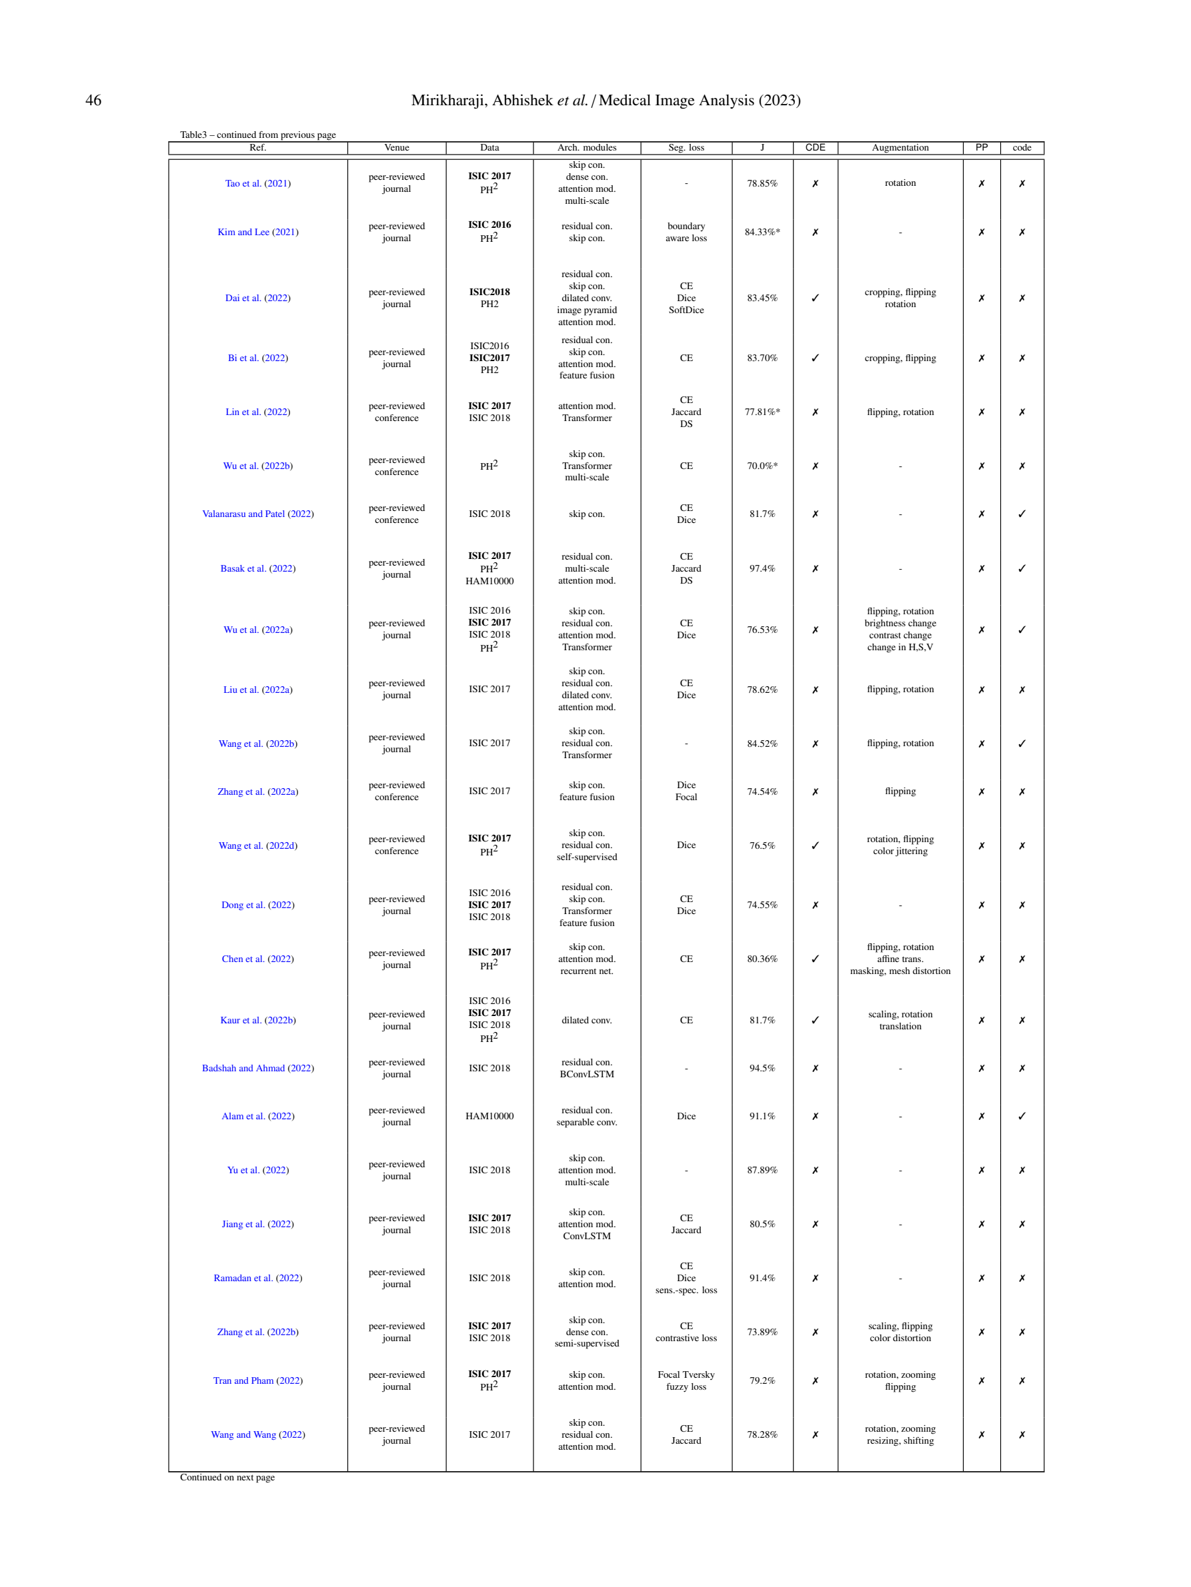 46
Mirikharaji, Abhishek et al. / Medical Image Analysis (2023)
Table3 – continued from previous page
Ref. Venue Data Arch. modules Seg. loss J CDE Augmentation PP code
Tao et al. (2021) peer-reviewed journal ISIC 2017 PH2 skip con. dense con. attention mod. multi-scale - 78.85% ✗ rotation ✗ ✗
Kim and Lee (2021) peer-reviewed journal ISIC 2016 PH2 residual con. skip con. boundary aware loss 84.33%* ✗ - ✗ ✗
Dai et al. (2022) peer-reviewed journal ISIC2018 PH2 residual con. skip con. dilated conv. image pyramid attention mod. CE Dice SoftDice 83.45% ✓ cropping, flipping rotation ✗ ✗
Bi et al. (2022) peer-reviewed journal ISIC2016 ISIC2017 PH2 residual con. skip con. attention mod. feature fusion CE 83.70% ✓ cropping, flipping ✗ ✗
Lin et al. (2022) peer-reviewed conference ISIC 2017 ISIC 2018 attention mod. Transformer CE Jaccard DS 77.81%* ✗ flipping, rotation ✗ ✗
Wu et al. (2022b) peer-reviewed conference PH2 skip con. Transformer multi-scale CE 70.0%* ✗ - ✗ ✗
Valanarasu and Patel (2022) peer-reviewed conference ISIC 2018 skip con. CE Dice 81.7% ✗ - ✗ ✓
Basak et al. (2022) peer-reviewed journal ISIC 2017 PH2 HAM10000 residual con. multi-scale attention mod. CE Jaccard DS 97.4% ✗ - ✗ ✓
Wu et al. (2022a) peer-reviewed journal ISIC 2016 ISIC 2017 ISIC 2018 PH2 skip con. residual con. attention mod. Transformer CE Dice 76.53% ✗ flipping, rotation brightness change contrast change change in H,S,V ✗ ✓
Liu et al. (2022a) peer-reviewed journal ISIC 2017 skip con. residual con. dilated conv. attention mod. CE Dice 78.62% ✗ flipping, rotation ✗ ✗
Wang et al. (2022b) peer-reviewed journal ISIC 2017 skip con. residual con. Transformer - 84.52% ✗ flipping, rotation ✗ ✓
Zhang et al. (2022a) peer-reviewed conference ISIC 2017 skip con. feature fusion Dice Focal 74.54% ✗ flipping ✗ ✗
Wang et al. (2022d) peer-reviewed conference ISIC 2017 PH2 skip con. residual con. self-supervised Dice 76.5% ✓ rotation, flipping color jittering ✗ ✗
Dong et al. (2022) peer-reviewed journal ISIC 2016 ISIC 2017 ISIC 2018 residual con. skip con. Transformer feature fusion CE Dice 74.55% ✗ - ✗ ✗
Chen et al. (2022) peer-reviewed journal ISIC 2017 PH2 skip con. attention mod. recurrent net. CE 80.36% ✓ flipping, rotation affine trans. masking, mesh distortion ✗ ✗
Kaur et al. (2022b) peer-reviewed journal ISIC 2016 ISIC 2017 ISIC 2018 PH2 dilated conv. CE 81.7% ✓ scaling, rotation translation ✗ ✗
Badshah and Ahmad (2022) peer-reviewed journal ISIC 2018 residual con. BConvLSTM - 94.5% ✗ - ✗ ✗
Alam et al. (2022) peer-reviewed journal HAM10000 residual con. separable conv. Dice 91.1% ✗ - ✗ ✓
Yu et al. (2022) peer-reviewed journal ISIC 2018 skip con. attention mod. multi-scale - 87.89% ✗ - ✗ ✗
Jiang et al. (2022) peer-reviewed journal ISIC 2017 ISIC 2018 skip con. attention mod. ConvLSTM CE Jaccard 80.5% ✗ - ✗ ✗
Ramadan et al. (2022) peer-reviewed journal ISIC 2018 skip con. attention mod. CE Dice sens.-spec. loss 91.4% ✗ - ✗ ✗
Zhang et al. (2022b) peer-reviewed journal ISIC 2017 ISIC 2018 skip con. dense con. semi-supervised CE contrastive loss 73.89% ✗ scaling, flipping color distortion ✗ ✗
Tran and Pham (2022) peer-reviewed journal ISIC 2017 PH2 skip con. attention mod. Focal Tversky fuzzy loss 79.2% ✗ rotation, zooming flipping ✗ ✗
Wang and Wang (2022) peer-reviewed journal ISIC 2017 skip con. residual con. attention mod. CE Jaccard 78.28% ✗ rotation, zooming resizing, shifting ✗ ✗
Continued on next page